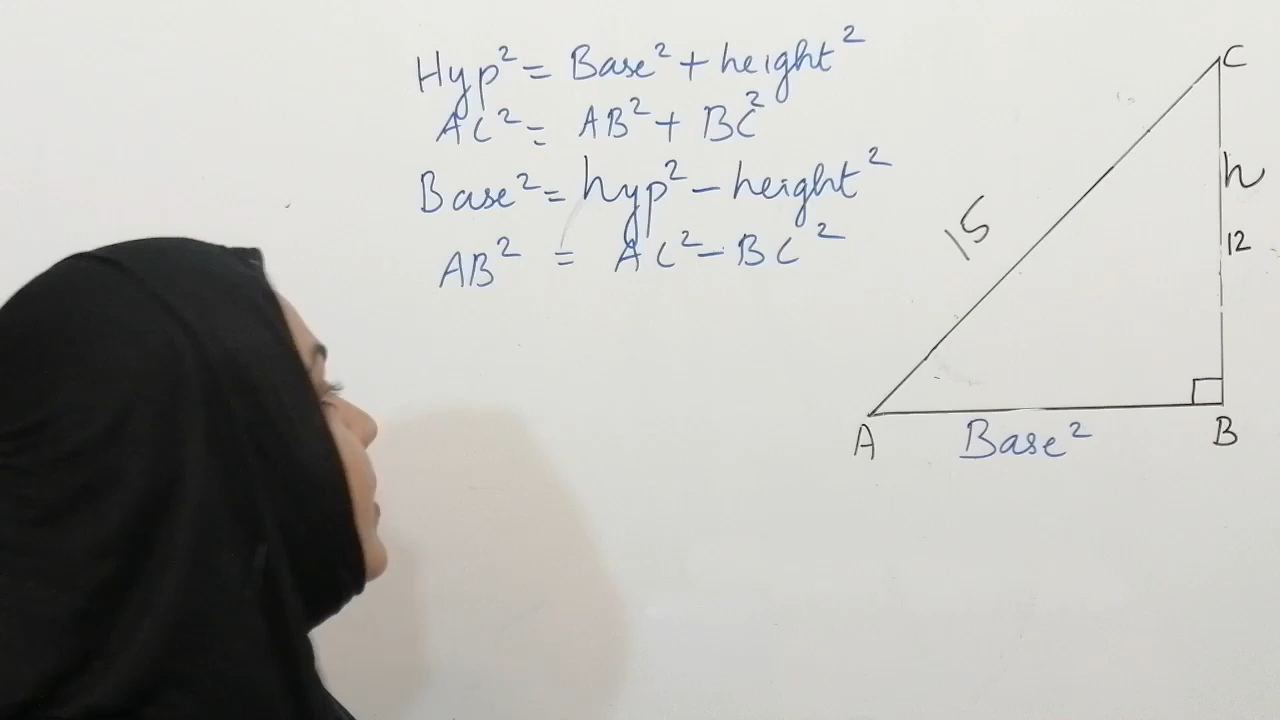 Hyp² = Base² + height²
AC² = AB² + BC²
Base² = hyp² - height²
AB² = AC² - BC²
C
h
15
12
A
Base²
B